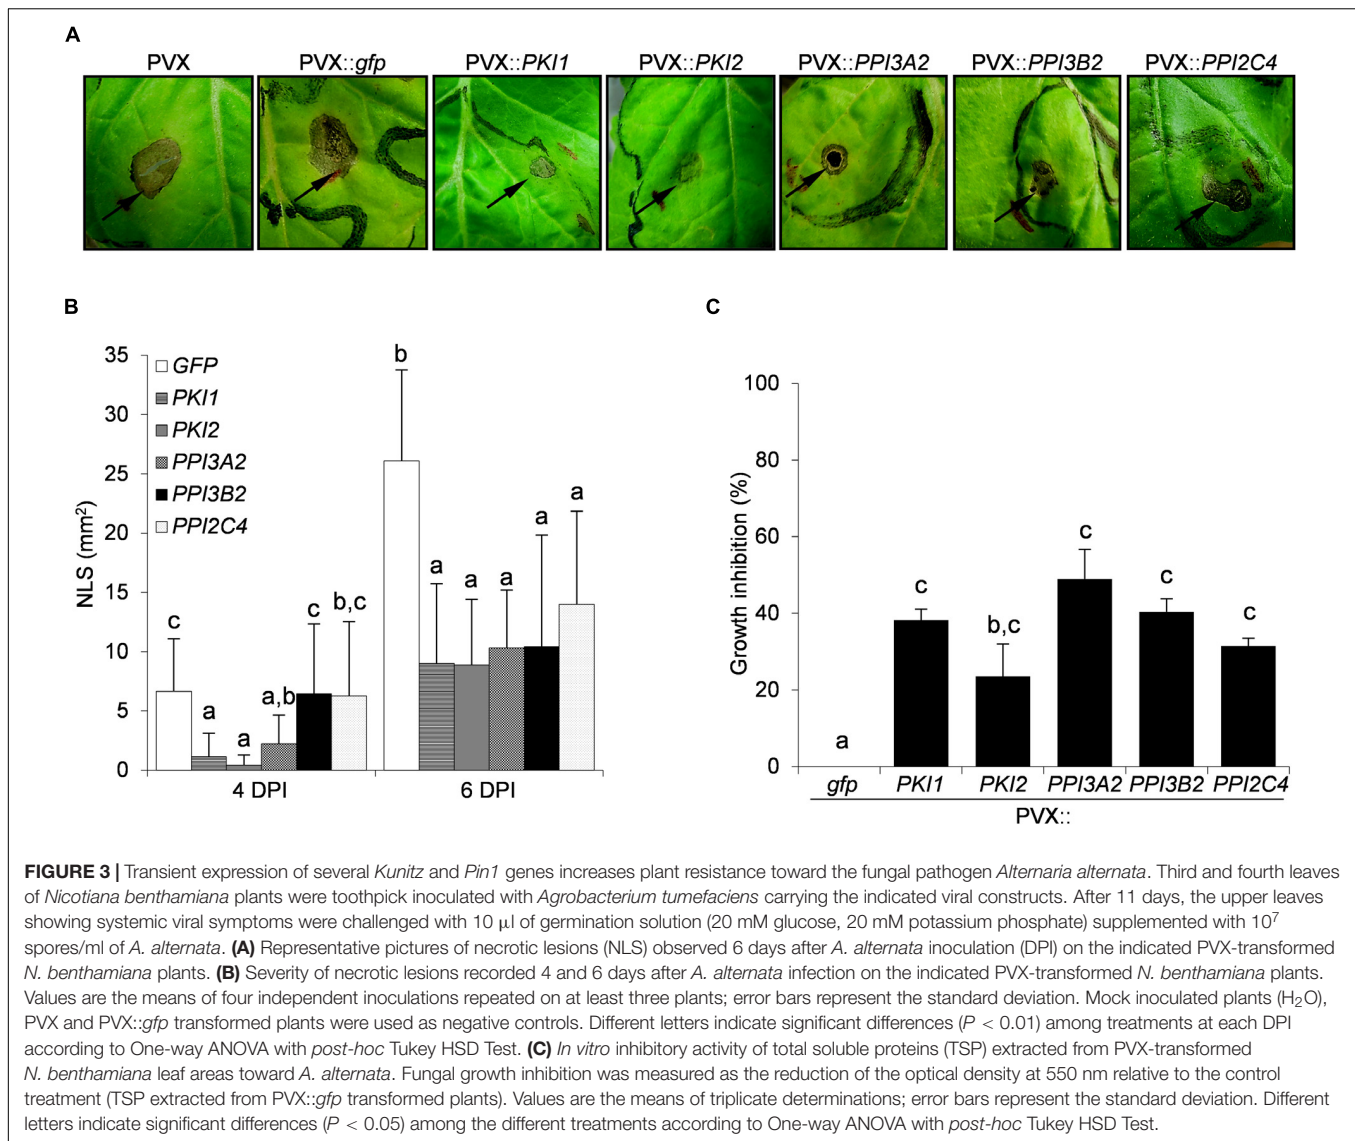 A
PVX PVX::gfp PVX::PKI1 PVX::PKI2 PVX::PPI3A2 PVX::PPI3B2 PVX::PPI2C4
B
NLS (mm²)
35
30
25
20
15
10
5
0
GFP
PKI1
PKI2
PPI3A2
PPI3B2
PPI2C4
c a a a,b c b,c
b a a a a a
4 DPI 6 DPI
C
Growth inhibition (%)
100
80
60
40
20
0
a c b,c c c c
gfp PKI1 PKI2 PPI3A2 PPI3B2 PPI2C4
PVX::
FIGURE 3 | Transient expression of several Kunitz and Pin1 genes increases plant resistance toward the fungal pathogen Alternaria alternata. Third and fourth leaves
of Nicotiana benthamiana plants were toothpick inoculated with Agrobacterium tumefaciens carrying the indicated viral constructs. After 11 days, the upper leaves
showing systemic viral symptoms were challenged with 10 μl of germination solution (20 mM glucose, 20 mM potassium phosphate) supplemented with 10⁷
spores/ml of A. alternata. (A) Representative pictures of necrotic lesions (NLS) observed 6 days after A. alternata inoculation (DPI) on the indicated PVX-transformed
N. benthamiana plants. (B) Severity of necrotic lesions recorded 4 and 6 days after A. alternata infection on the indicated PVX-transformed N. benthamiana plants.
Values are the means of four independent inoculations repeated on at least three plants; error bars represent the standard deviation. Mock inoculated plants (H₂O),
PVX and PVX::gfp transformed plants were used as negative controls. Different letters indicate significant differences (P < 0.01) among treatments at each DPI
according to One-way ANOVA with post-hoc Tukey HSD Test. (C) In vitro inhibitory activity of total soluble proteins (TSP) extracted from PVX-transformed
N. benthamiana leaf areas toward A. alternata. Fungal growth inhibition was measured as the reduction of the optical density at 550 nm relative to the control
treatment (TSP extracted from PVX::gfp transformed plants). Values are the means of triplicate determinations; error bars represent the standard deviation. Different
letters indicate significant differences (P < 0.05) among the different treatments according to One-way ANOVA with post-hoc Tukey HSD Test.